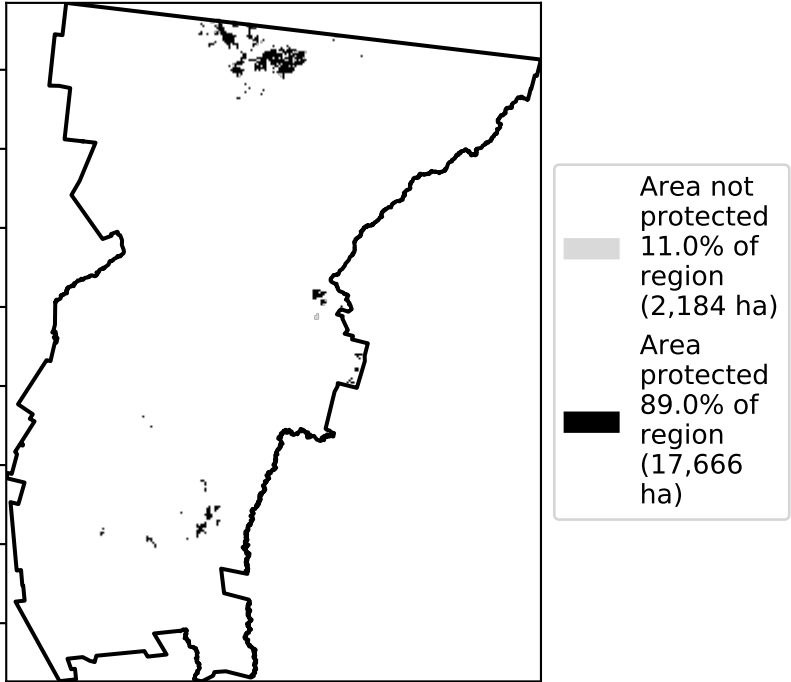 Area not
protected
11.0% of
region
(2,184 ha)
Area
protected
89.0% of
region
(17,666
ha)